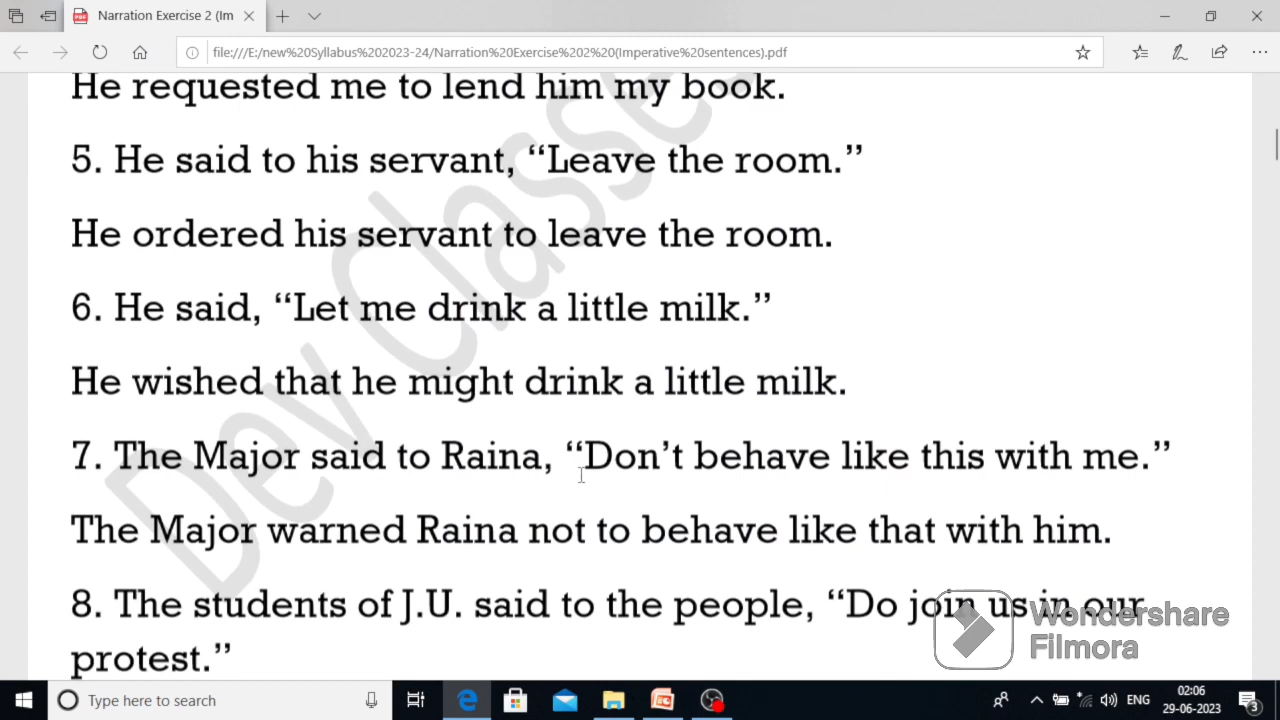 Narration Exercise 2 (Im
file:///E:/new%20Syllabus%202023-24/Narration%20Exercise%202%20(Imperative%20sentences).pdf
He requested me to lend him my book.
5. He said to his servant, “Leave the room.”
He ordered his servant to leave the room.
6. He said, “Let me drink a little milk.”
He wished that he might drink a little milk.
7. The Major said to Raina, “Don’t behave like this with me.”
The Major warned Raina not to behave like that with him.
8. The students of J.U. said to the people, “Do join us in our
protest.”
Dev Classes
Wondershare
Filmora
Type here to search
ENG
02:06
29-06-2023
3